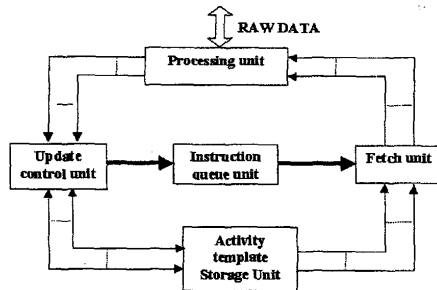 RAW DATA
Processing unit
Update
control unit
Instruction
queue unit
Fetch unit
Activity
template
Storage Unit